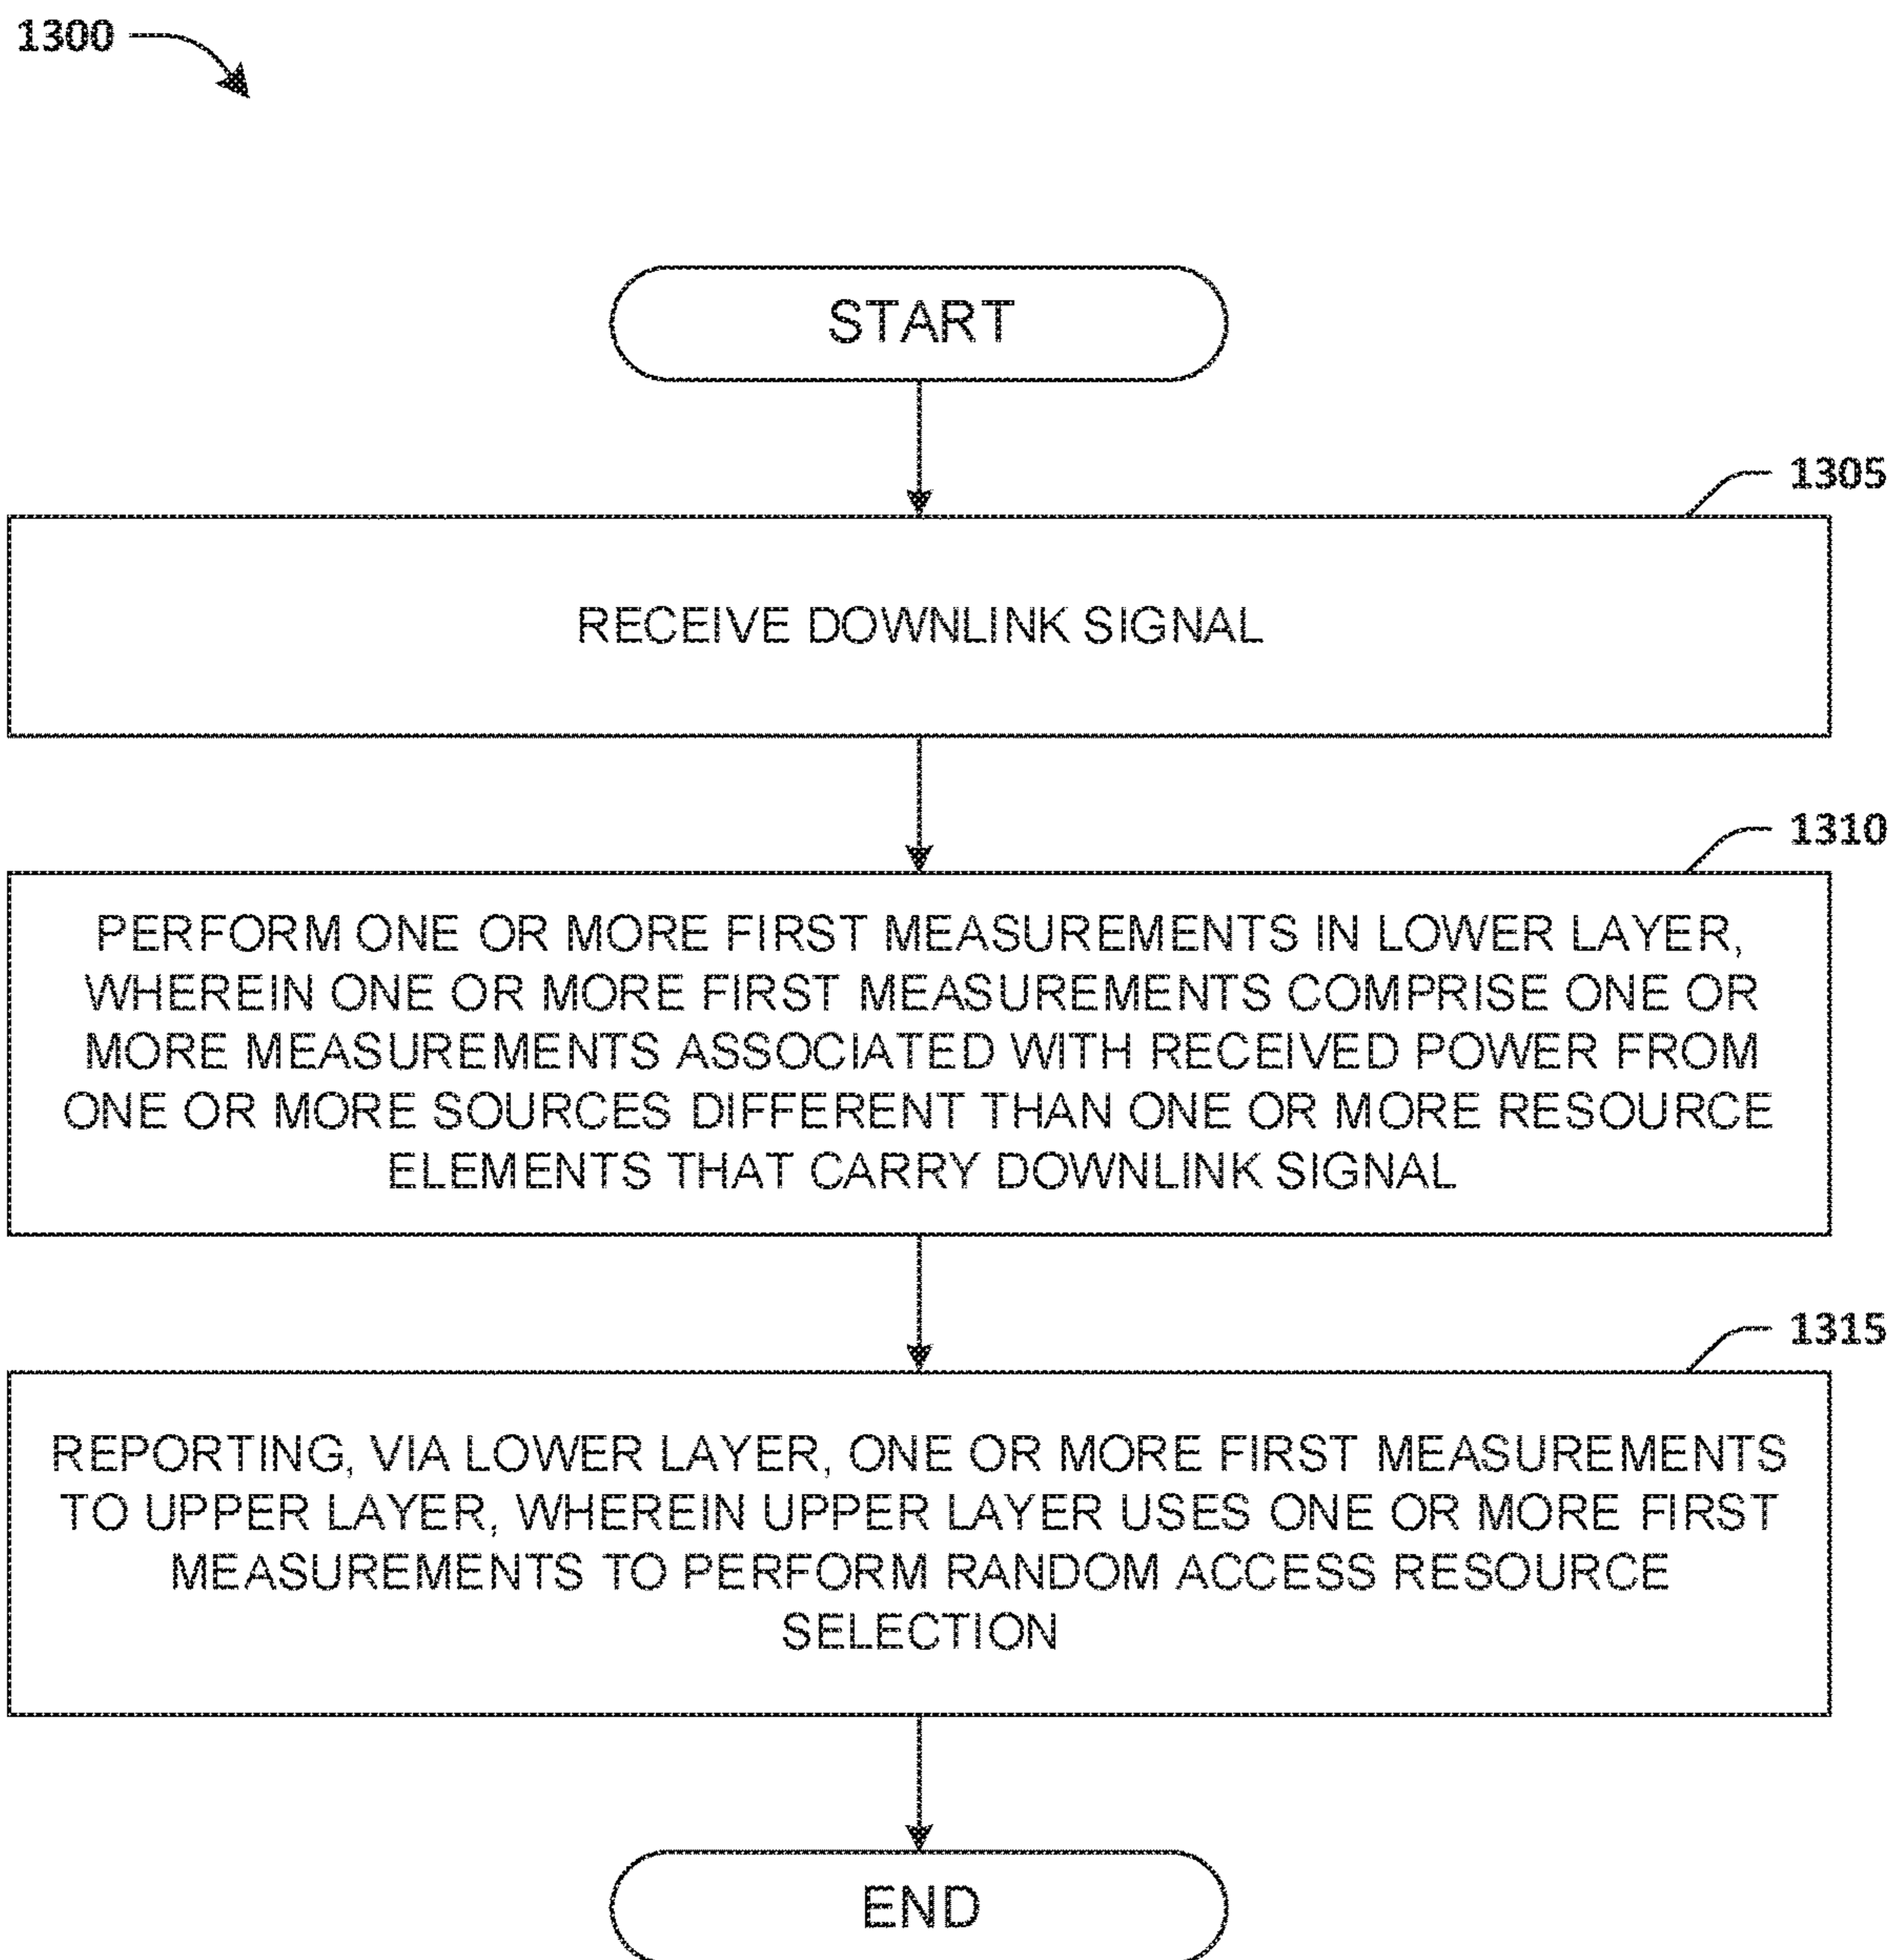 1300
START
1305
RECEIVE DOWNLINK SIGNAL
1310
PERFORM ONE OR MORE FIRST MEASUREMENTS IN LOWER LAYER,
WHEREIN ONE OR MORE FIRST MEASUREMENTS COMPRISE ONE OR
MORE MEASUREMENTS ASSOCIATED WITH RECEIVED POWER FROM
ONE OR MORE SOURCES DIFFERENT THAN ONE OR MORE RESOURCE
ELEMENTS THAT CARRY DOWNLINK SIGNAL
1315
REPORTING, VIA LOWER LAYER, ONE OR MORE FIRST MEASUREMENTS
TO UPPER LAYER, WHEREIN UPPER LAYER USES ONE OR MORE FIRST
MEASUREMENTS TO PERFORM RANDOM ACCESS RESOURCE
SELECTION
END